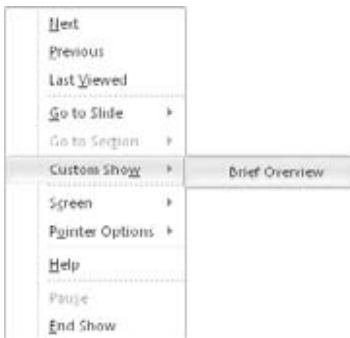 Next
Previous
Last Viewed
Go to Slide
Go to Section
Custom Show
Brief Overview
Screen
Pointer Options
Help
Pause
End Show